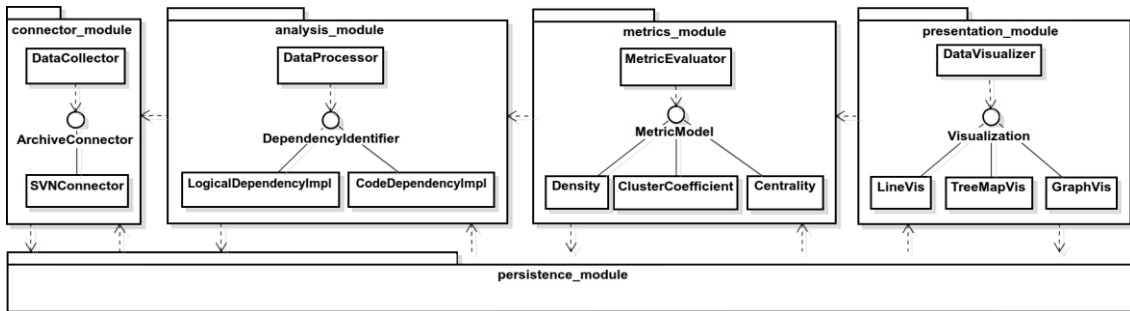 connector_module
analysis_module
metrics_module
presentation_module
DataCollector
DataProcessor
MetricEvaluator
DataVisualizer
ArchiveConnector
DependencyIdentifier
MetricModel
Visualization
SVNConnector
LogicalDependencyImpl
CodeDependencyImpl
Density
ClusterCoefficient
Centrality
LineVis
TreeMapVis
GraphVis
persistence_module